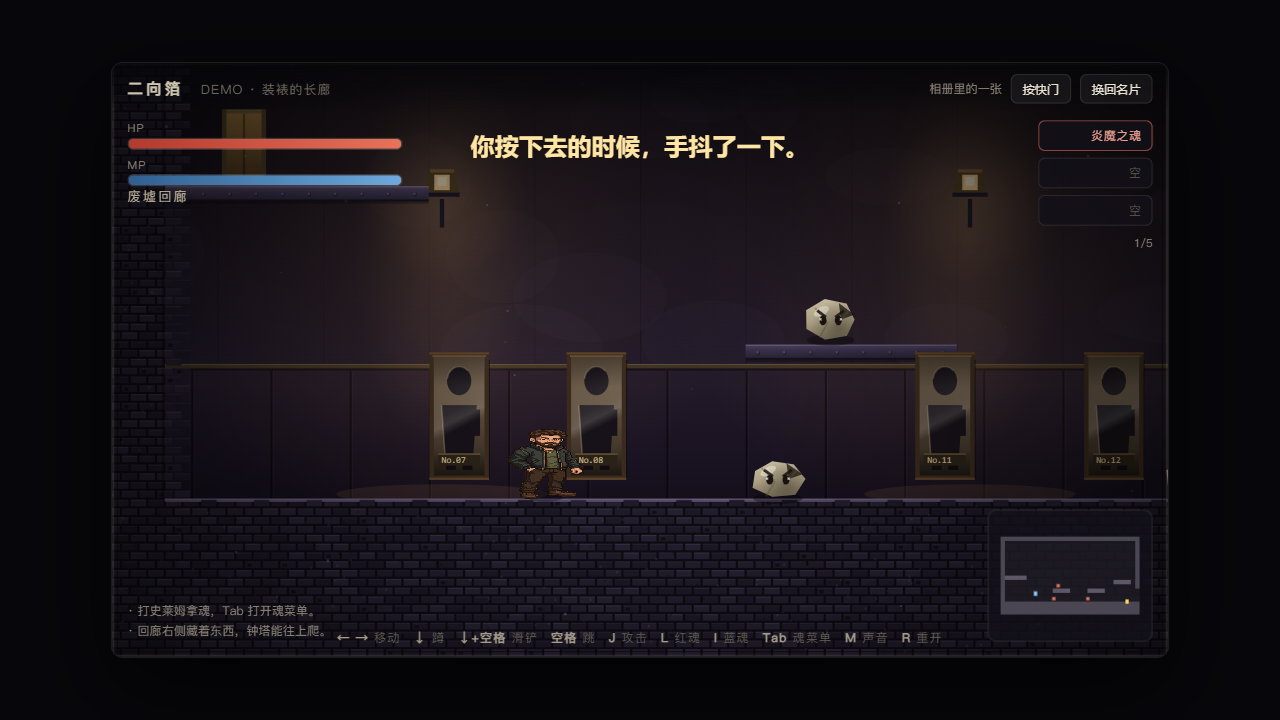 二向箔 DEMO · 装裱的长廊
相册里的一张 按快门 换回名片
HP
MP
废墟回廊
你按下去的时候，手抖了一下。
炎魔之魂
空
空
1/5
No.07
No.08
No.11
No.12
· 打史莱姆拿魂，Tab 打开魂菜单。
· 回廊右侧藏着东西，钟塔能往上爬。
← → 移动 ↓ 蹲 ↓+空格 滑铲 空格 跳 J 攻击 L 红魂 I 蓝魂 Tab 魂菜单 M 声音 R 重开